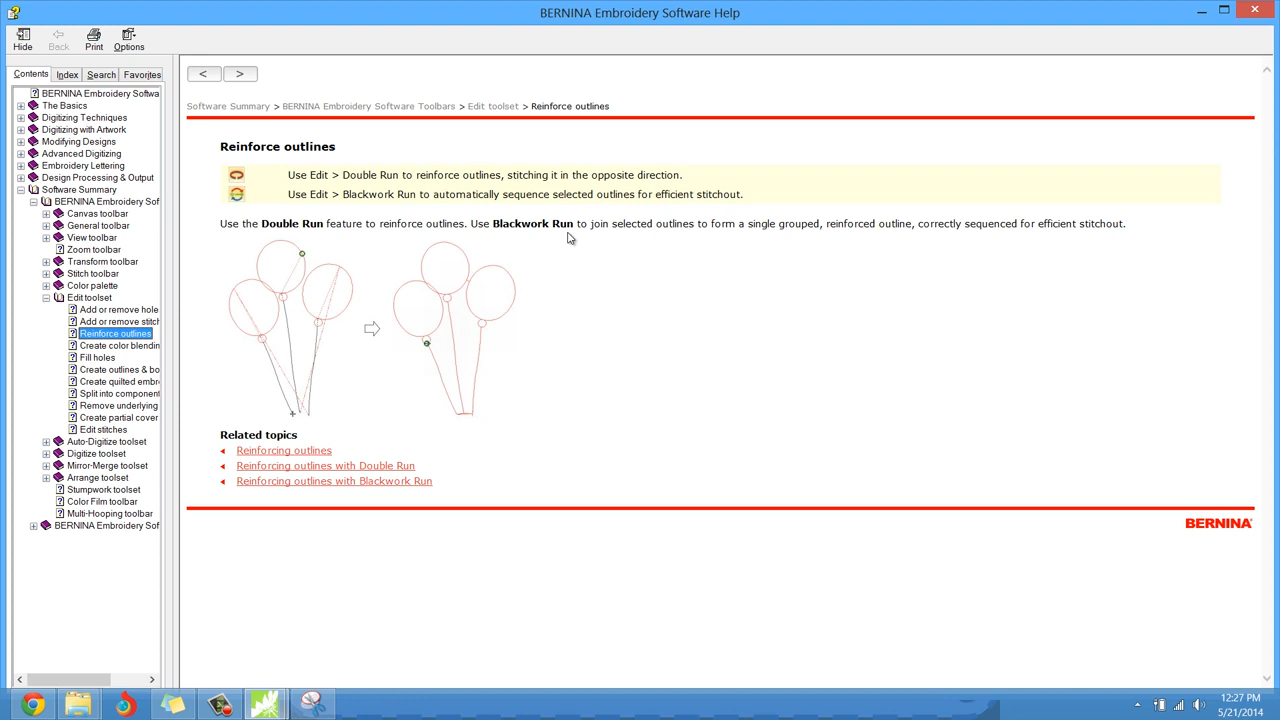 BERNINA Embroidery Software Help
Hide
Back
Print
Options
Contents
Index
Search
Favorites
BERNINA Embroidery Softwa
The Basics
Digitizing Techniques
Digitizing with Artwork
Modifying Designs
Advanced Digitizing
Embroidery Lettering
Design Processing & Output
Software Summary
BERNINA Embroidery Sof
Canvas toolbar
General toolbar
View toolbar
Zoom toolbar
Transform toolbar
Stitch toolbar
Color palette
Edit toolset
Add or remove hole
Add or remove stitch
Reinforce outlines
Create color blendin
Fill holes
Create outlines & bo
Create quilted embr
Split into component
Remove underlying
Create partial cover
Edit stitches
Auto-Digitize toolset
Digitize toolset
Mirror-Merge toolset
Arrange toolset
Stumpwork toolset
Color Film toolbar
Multi-Hooping toolbar
BERNINA Embroidery Sof
< >
Software Summary > BERNINA Embroidery Software Toolbars > Edit toolset > Reinforce outlines
Reinforce outlines
Use Edit > Double Run to reinforce outlines, stitching it in the opposite direction.
Use Edit > Blackwork Run to automatically sequence selected outlines for efficient stitchout.
Use the Double Run feature to reinforce outlines. Use Blackwork Run to join selected outlines to form a single grouped, reinforced outline, correctly sequenced for efficient stitchout.
Related topics
Reinforcing outlines
Reinforcing outlines with Double Run
Reinforcing outlines with Blackwork Run
BERNINA
12:27 PM
5/21/2014